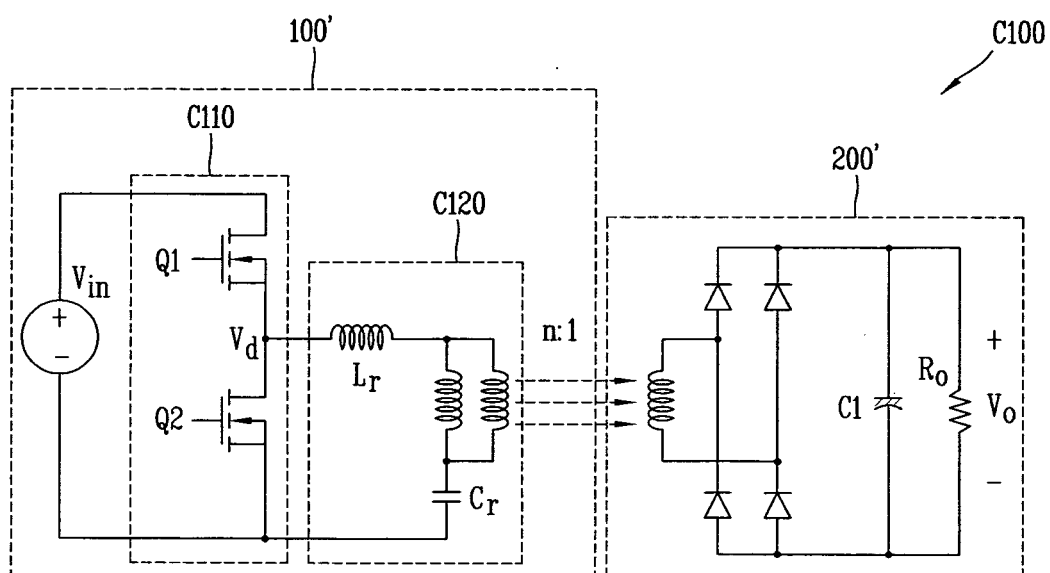 100'
C100
C110
200'
C120
Q1
Vin
+
-
n:1
Vd
Lr
Ro
+
C1
Vo
Q2
-
Cr